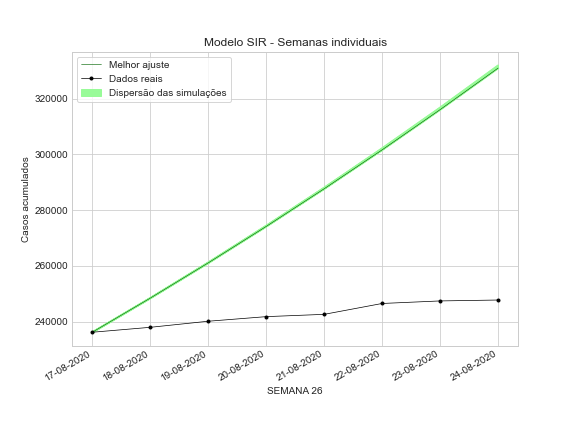 Modelo SIR - Semanas individuais
Melhor ajuste
Dados reais
Dispersão das simulações
Casos acumulados
320000
300000
280000
260000
240000
17-08-2020
18-08-2020
19-08-2020
20-08-2020
21-08-2020
22-08-2020
23-08-2020
24-08-2020
SEMANA 26